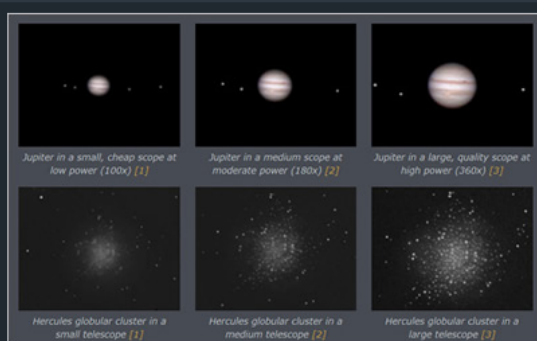 Jupiter in a small, cheap scope at
low power (100x) [1]
Jupiter in a medium scope at
moderate power (180x) [2]
Jupiter in a large, quality scope at
high power (360x) [3]
Hercules globular cluster in a
small telescope [1]
Hercules globular cluster in a
medium telescope [2]
Hercules globular cluster in a
large telescope [3]